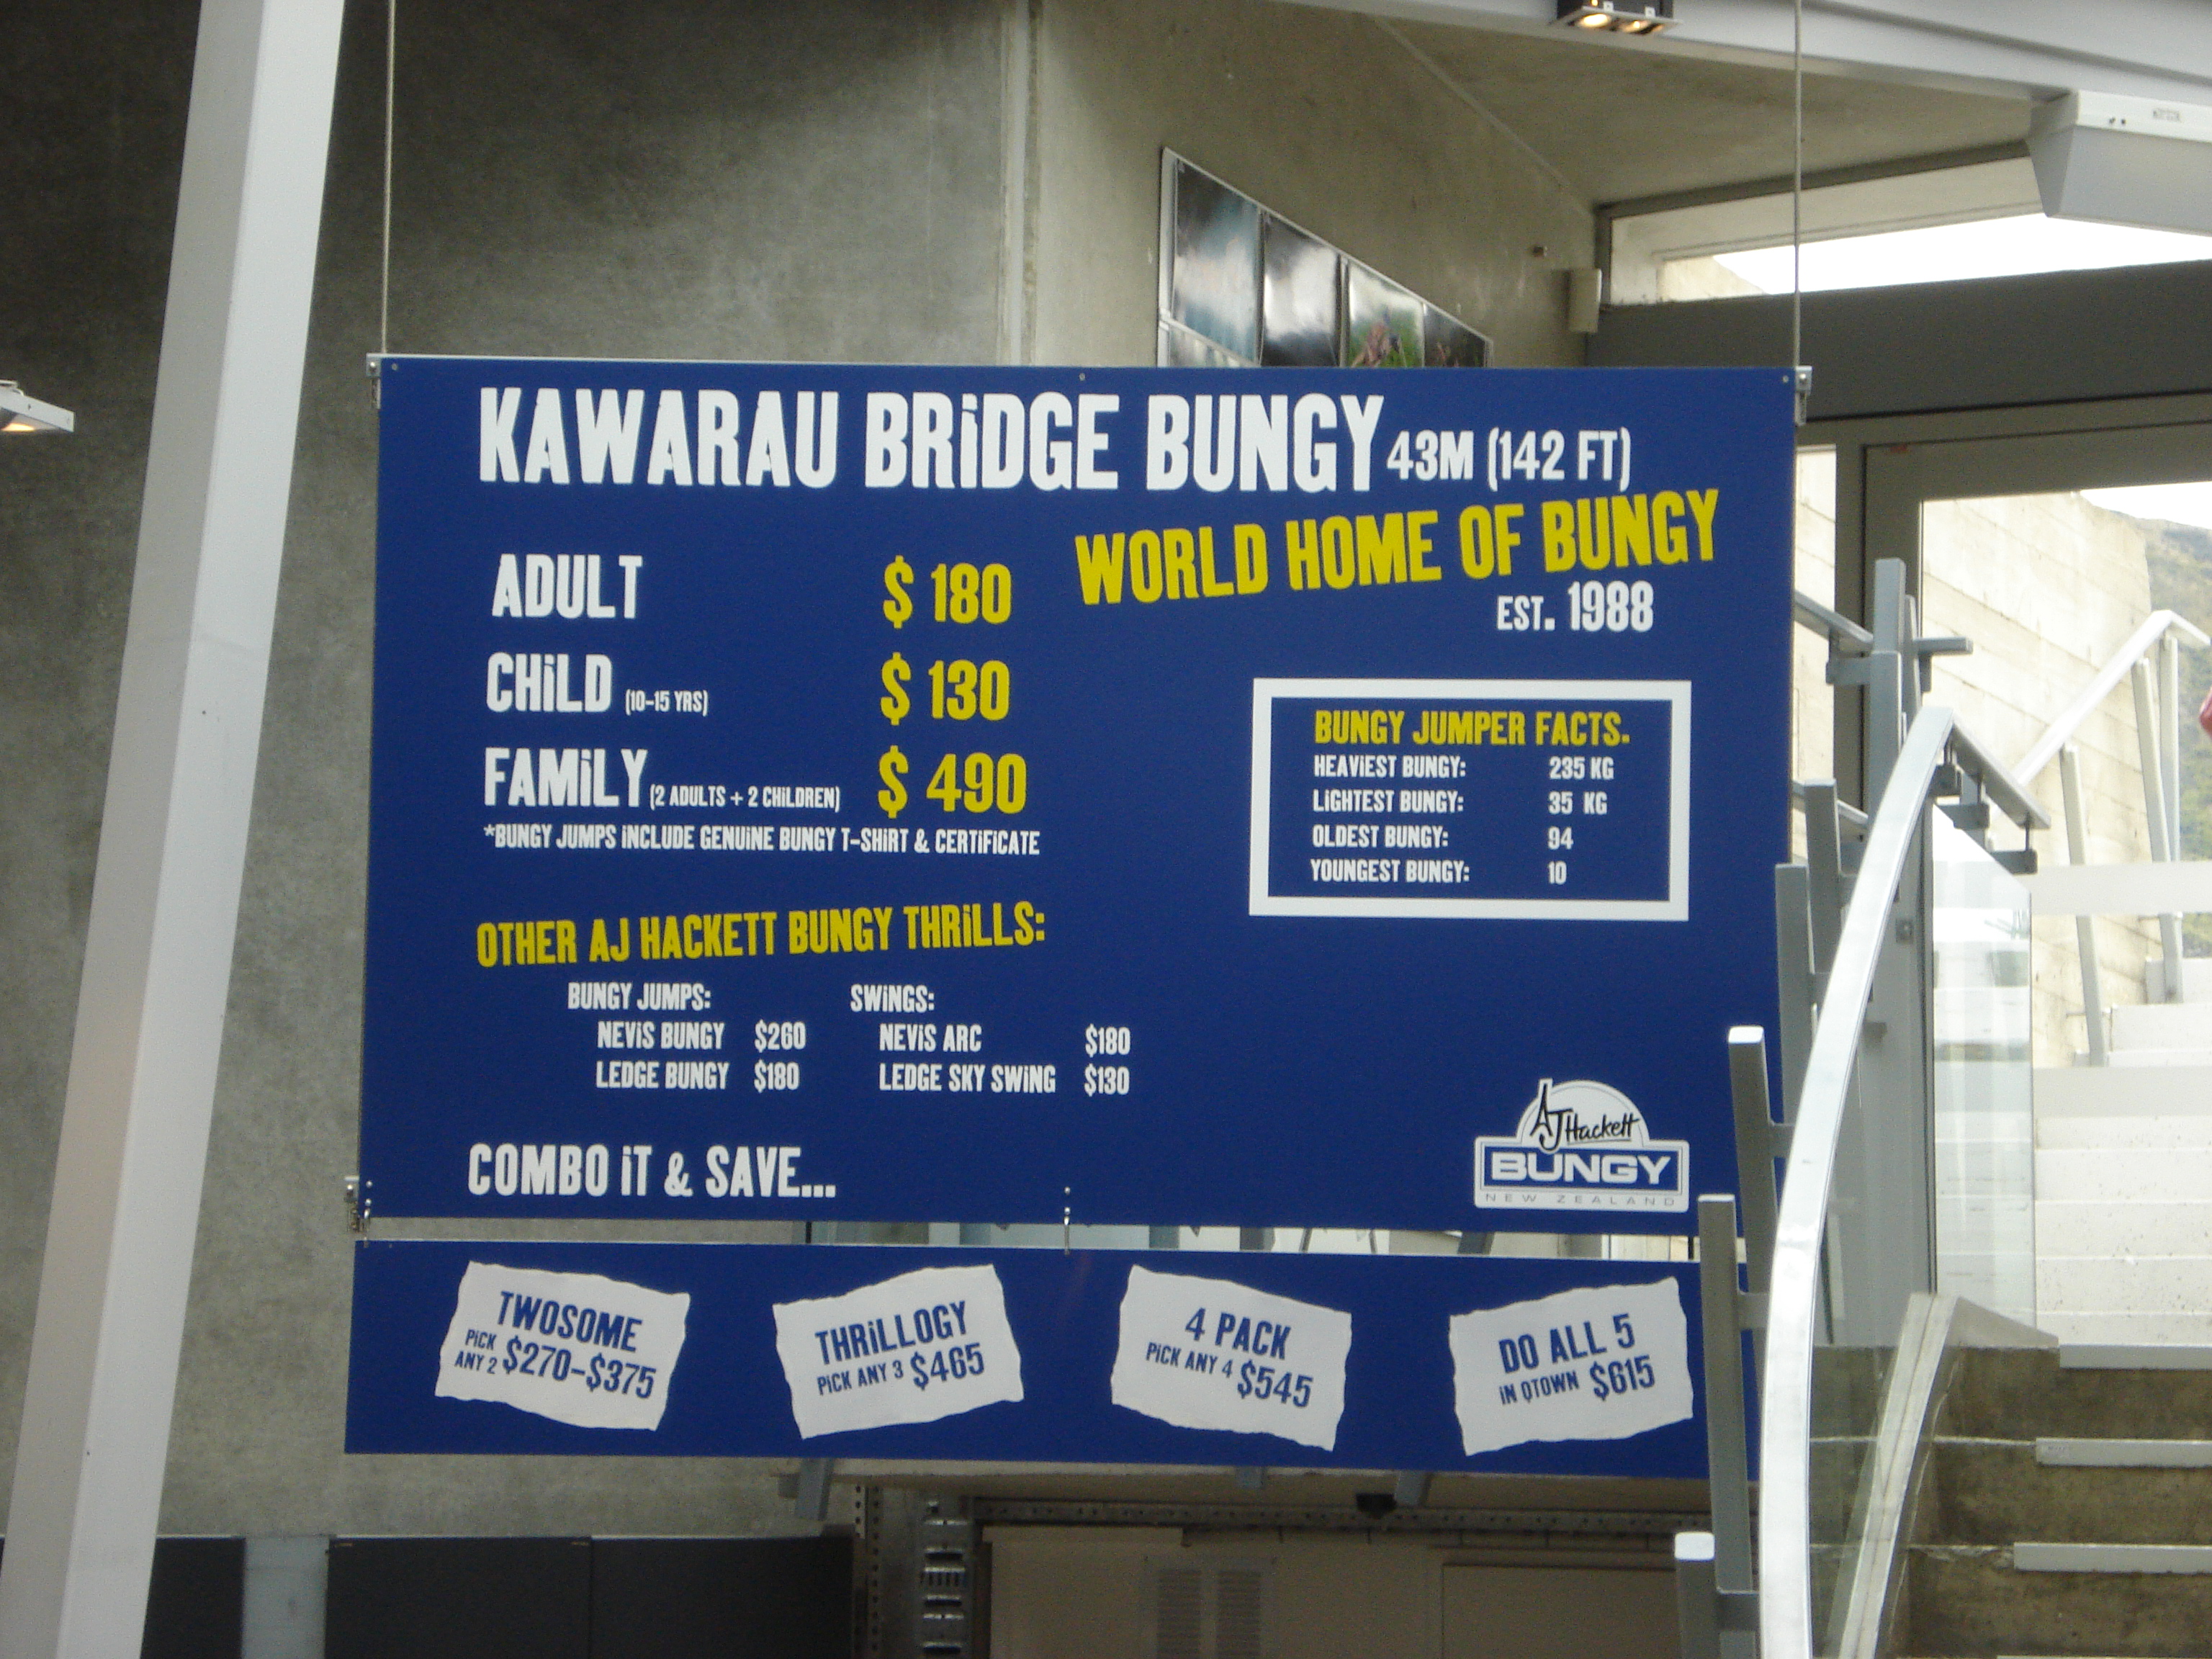 KAWARAU BRiDGE BUNGY 43M (142 FT)
WORLD HOME OF BUNGY
EST. 1988
ADULT $ 180
CHiLD (10-15 YRS) $ 130
FAMiLY (2 ADULTS + 2 CHILDREN) $ 490
*BUNGY JUMPS iNCLUDE GENUiNE BUNGY T-SHiRT & CERTiFiCATE
BUNGY JUMPER FACTS.
HEAViEST BUNGY: 235 KG
LiGHTEST BUNGY: 35 KG
OLDEST BUNGY: 94
YOUNGEST BUNGY: 10
OTHER AJ HACKETT BUNGY THRiLLS:
BUNGY JUMPS: SWiNGS:
NEViS BUNGY $260 NEViS ARC $180
LEDGE BUNGY $180 LEDGE SKY SWiNG $130
COMBO iT & SAVE...
AJ Hackett
BUNGY
NEW ZEALAND
TWOSOME
PiCK ANY 2 $270-$375
THRiLLOGY
PiCK ANY 3 $465
4 PACK
PiCK ANY 4 $545
DO ALL 5
iN QTOWN $615